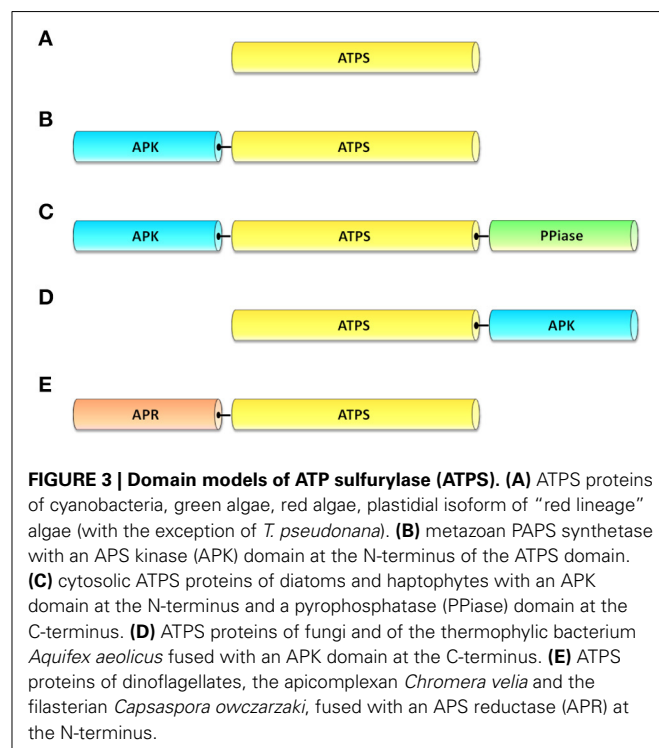 A
ATPS
B
APK
ATPS
C
APK
ATPS
PPiase
D
ATPS
APK
E
APR
ATPS
FIGURE 3 | Domain models of ATP sulfurylase (ATPS). (A) ATPS proteins
of cyanobacteria, green algae, red algae, plastidial isoform of “red lineage”
algae (with the exception of T. pseudonana). (B) metazoan PAPS synthetase
with an APS kinase (APK) domain at the N-terminus of the ATPS domain.
(C) cytosolic ATPS proteins of diatoms and haptophytes with an APK
domain at the N-terminus and a pyrophosphatase (PPiase) domain at the
C-terminus. (D) ATPS proteins of fungi and of the thermophylic bacterium
Aquifex aeolicus fused with an APK domain at the C-terminus. (E) ATPS
proteins of dinoflagellates, the apicomplexan Chromera velia and the
filasterian Capsaspora owczarzaki, fused with an APS reductase (APR) at
the N-terminus.